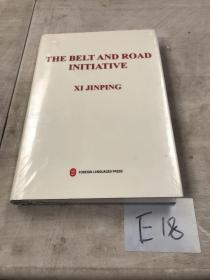 THE BELT AND ROAD
INITIATIVE
XI JINPING
FOREIGN LANGUAGES PRESS
E18